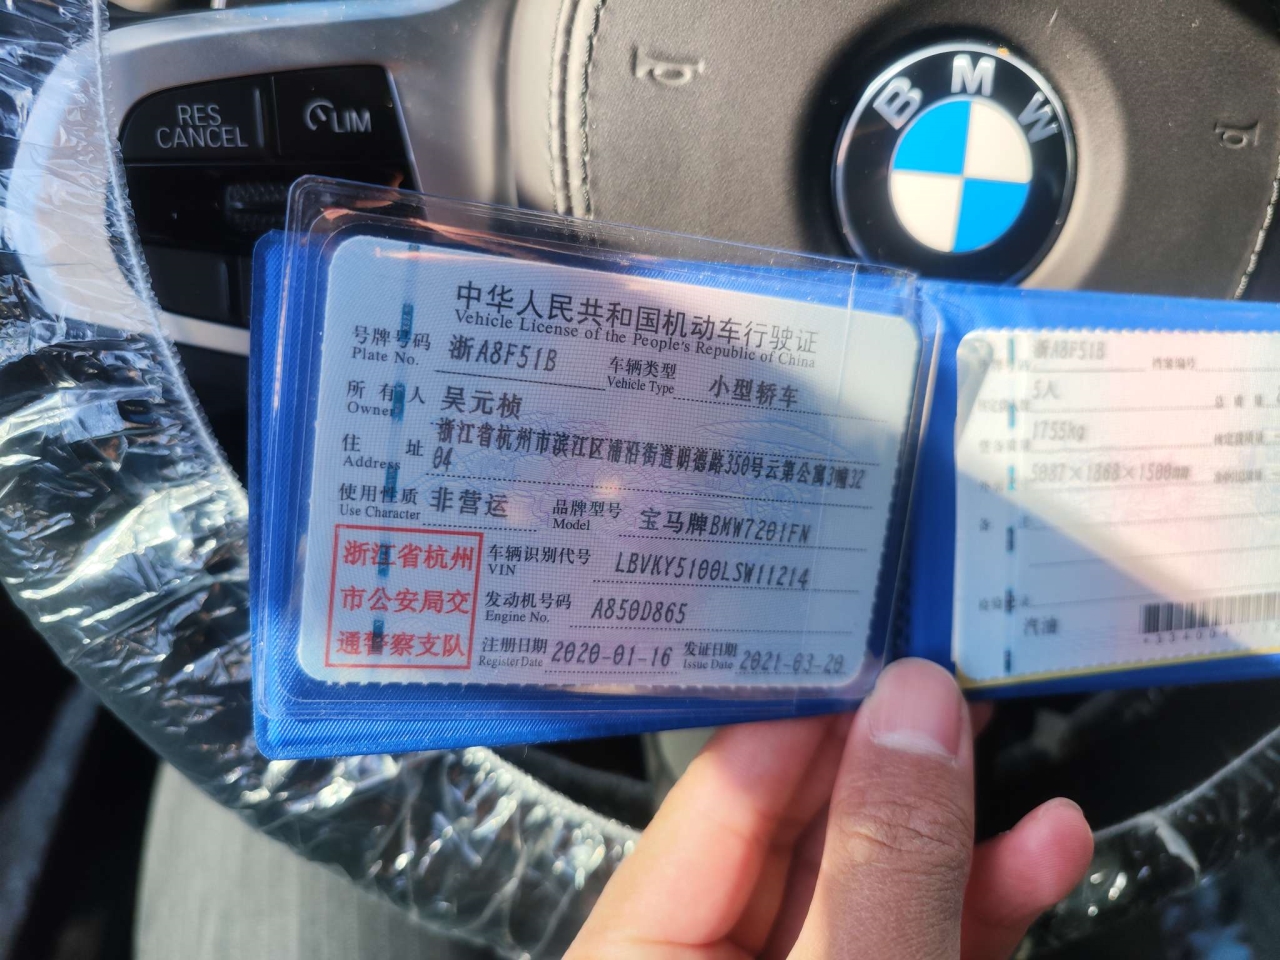 RES
CANCEL
LIM
BMW
中华人民共和国机动车行驶证
Vehicle License of the People's Republic of China
号牌号码 浙A8F51B 车辆类型 小型轿车
Plate No. Vehicle Type
所有人 吴元桢
Owner
住址 浙江省杭州市滨江区浦沿街道明德路350号云第公寓3幢32
Address 04
使用性质 非营运 品牌型号 宝马牌BMW7201FN
Use Character Model
浙江省杭州
市公安局交
通警察支队
车辆识别代号 LBVKY5100LSW11214
VIN
发动机号码 A850D865
Engine No.
注册日期 2020-01-16 发证日期 2021-03-20
Register Date Issue Date
浙A8F51B 档案编号
5人
1755kg
5087×1868×1500mm
汽油